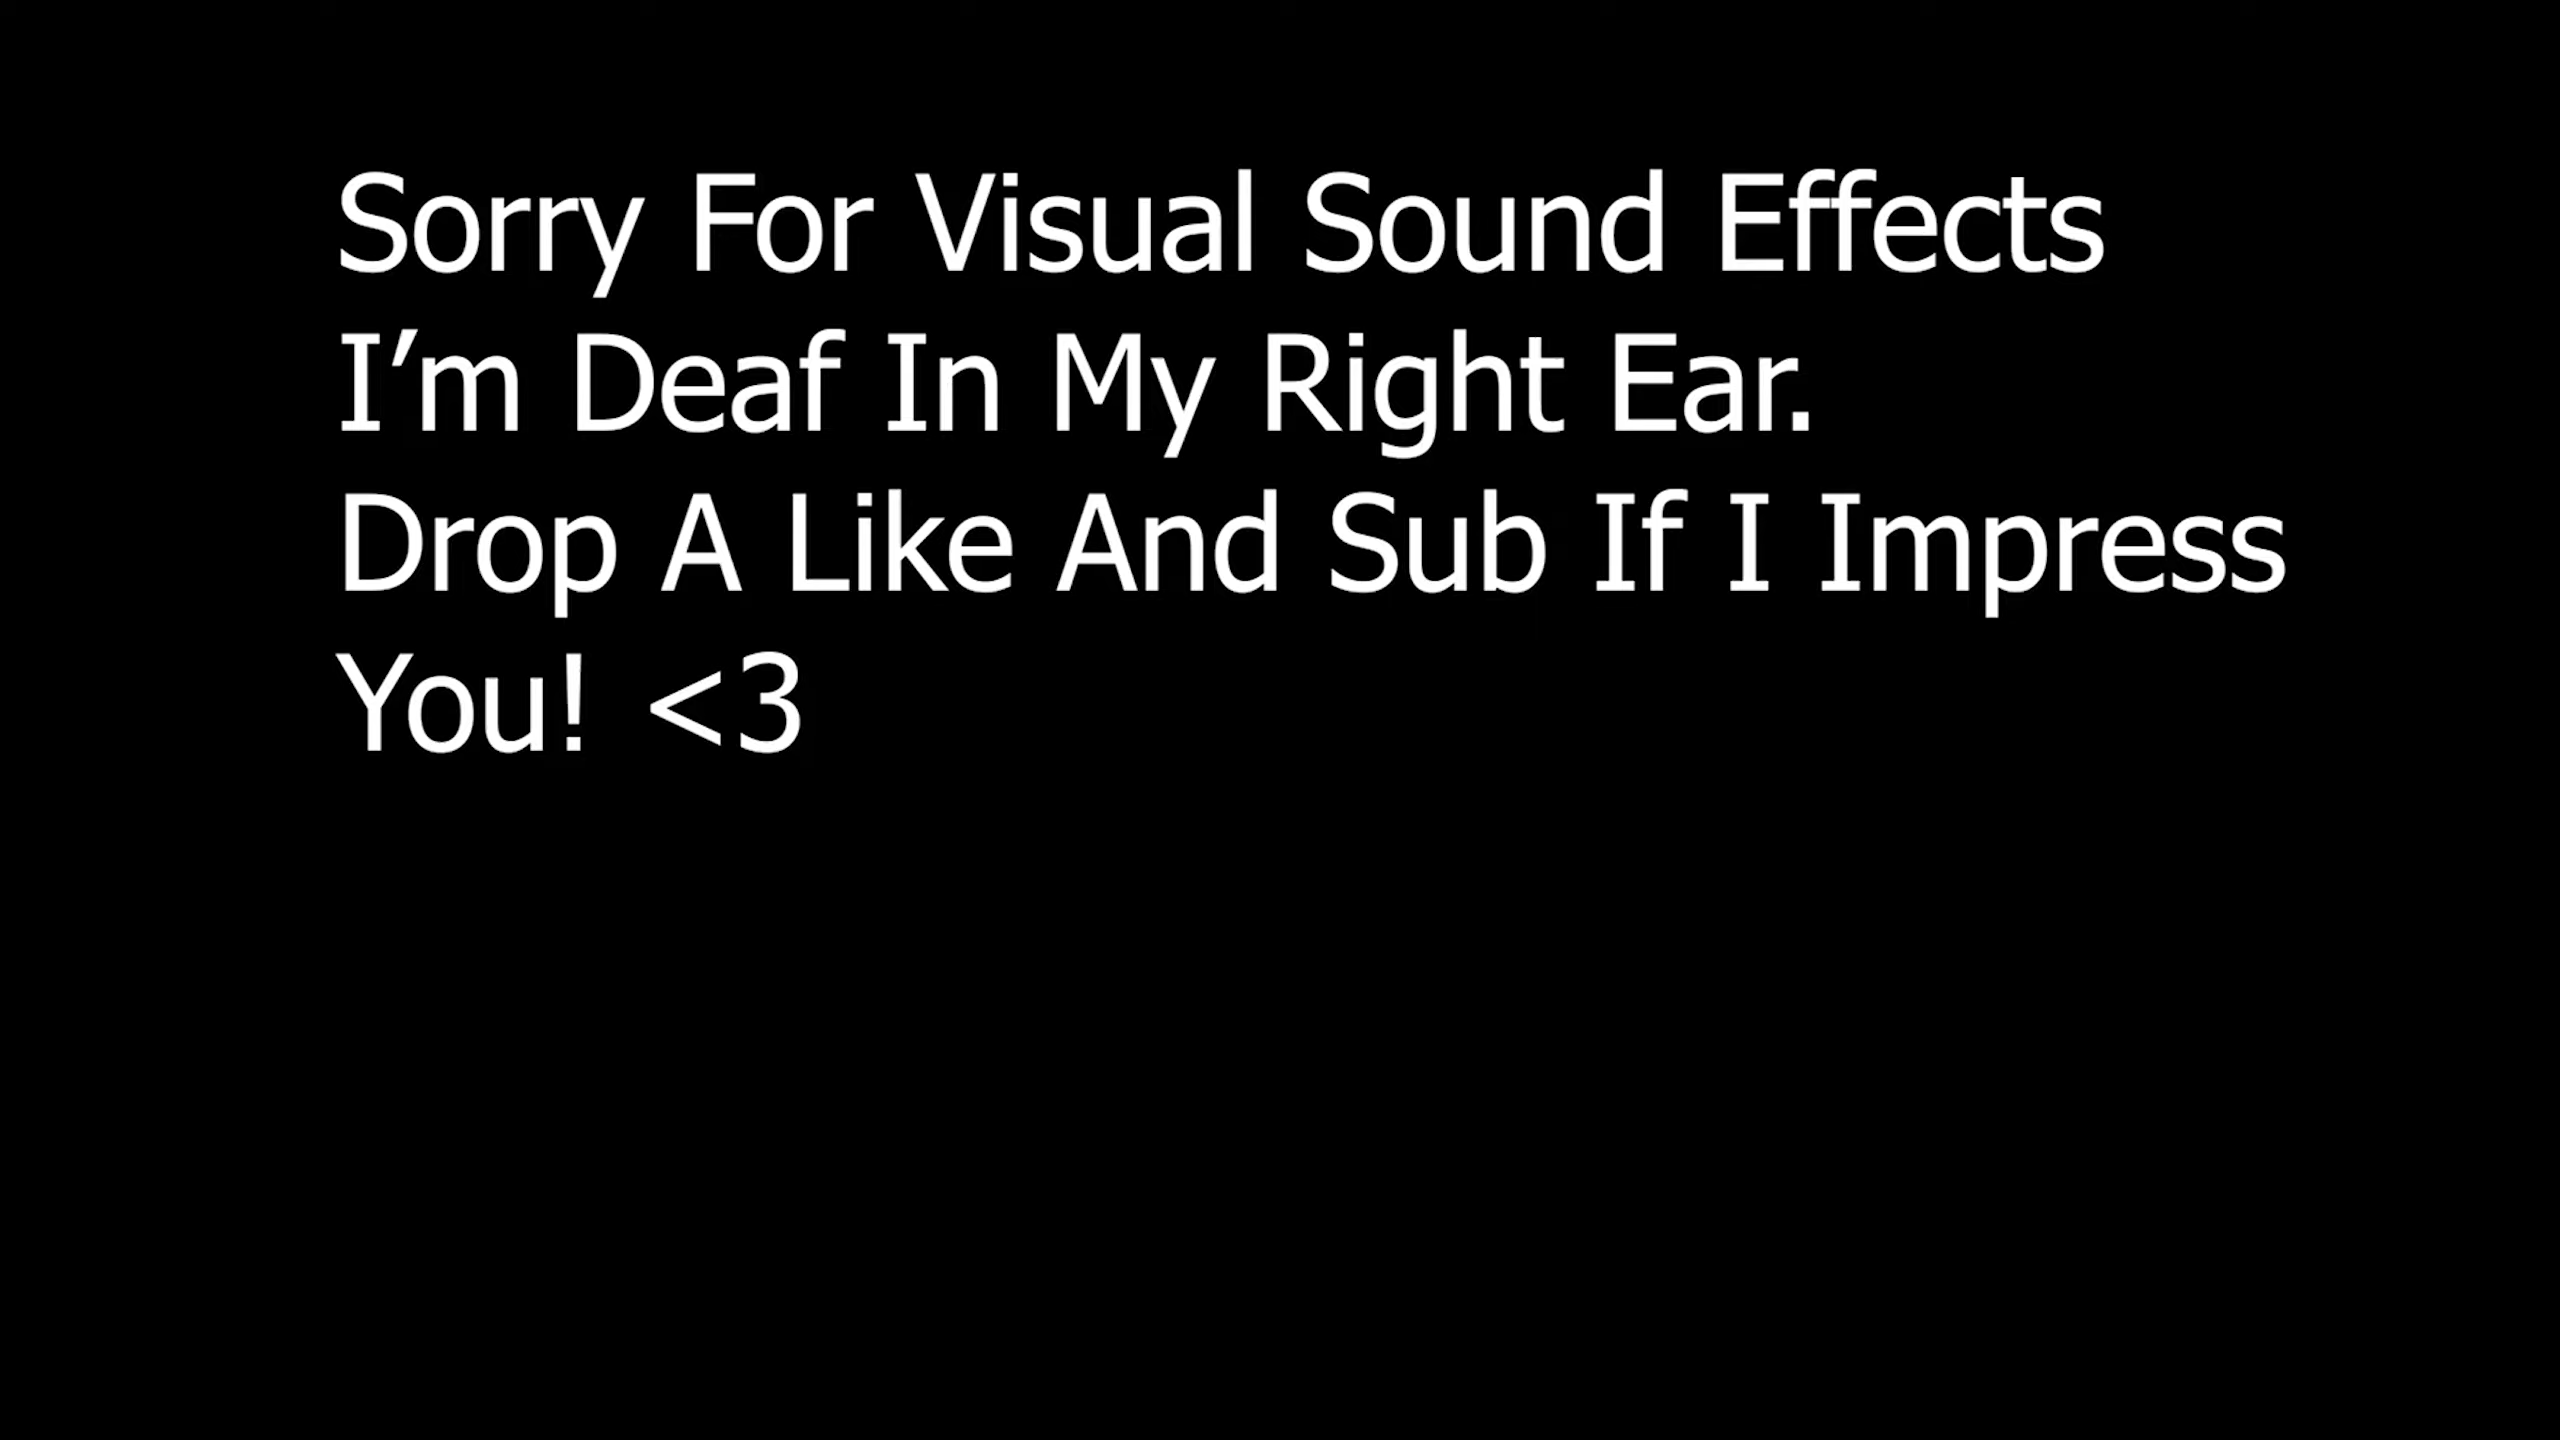 Sorry For Visual Sound Effects
I’m Deaf In My Right Ear.
Drop A Like And Sub If I Impress
You! <3